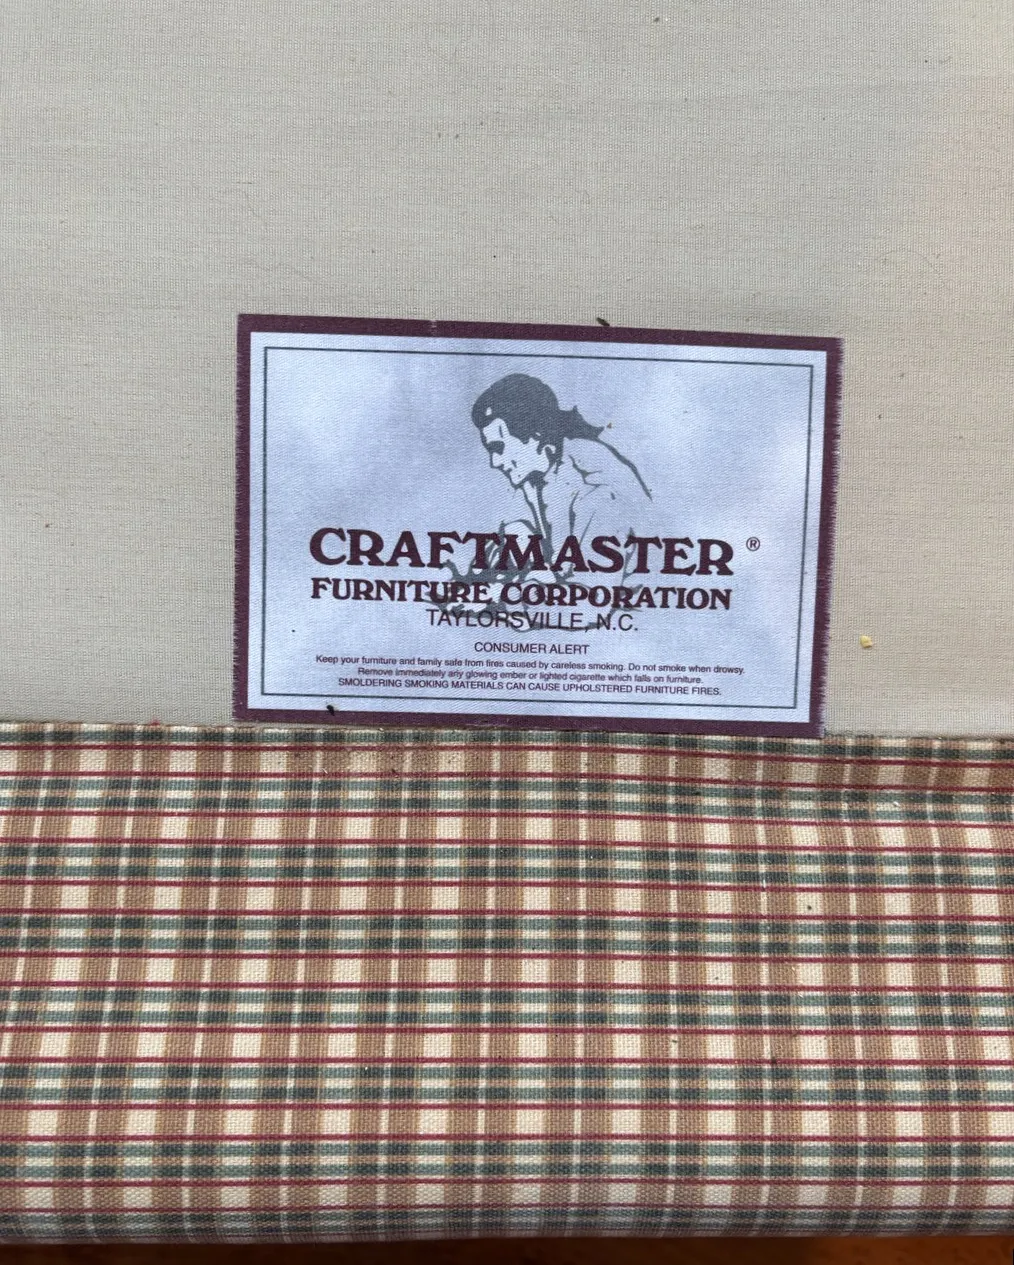 CRAFTMASTER ®
FURNITURE CORPORATION
TAYLORSVILLE, N.C.
CONSUMER ALERT
Keep your furniture and family safe from fires caused by careless smoking. Do not smoke when drowsy.
Remove immediately any glowing ember or lighted cigarette which falls on furniture.
SMOLDERING SMOKING MATERIALS CAN CAUSE UPHOLSTERED FURNITURE FIRES.